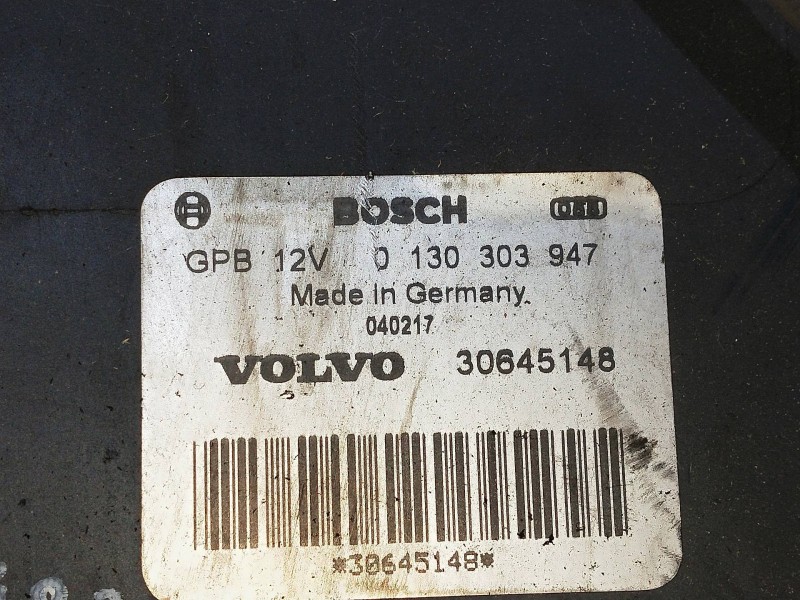 BOSCH
GPB 12V 0 130 303 947
Made in Germany
040217
VOLVO 30645148
*30645148*